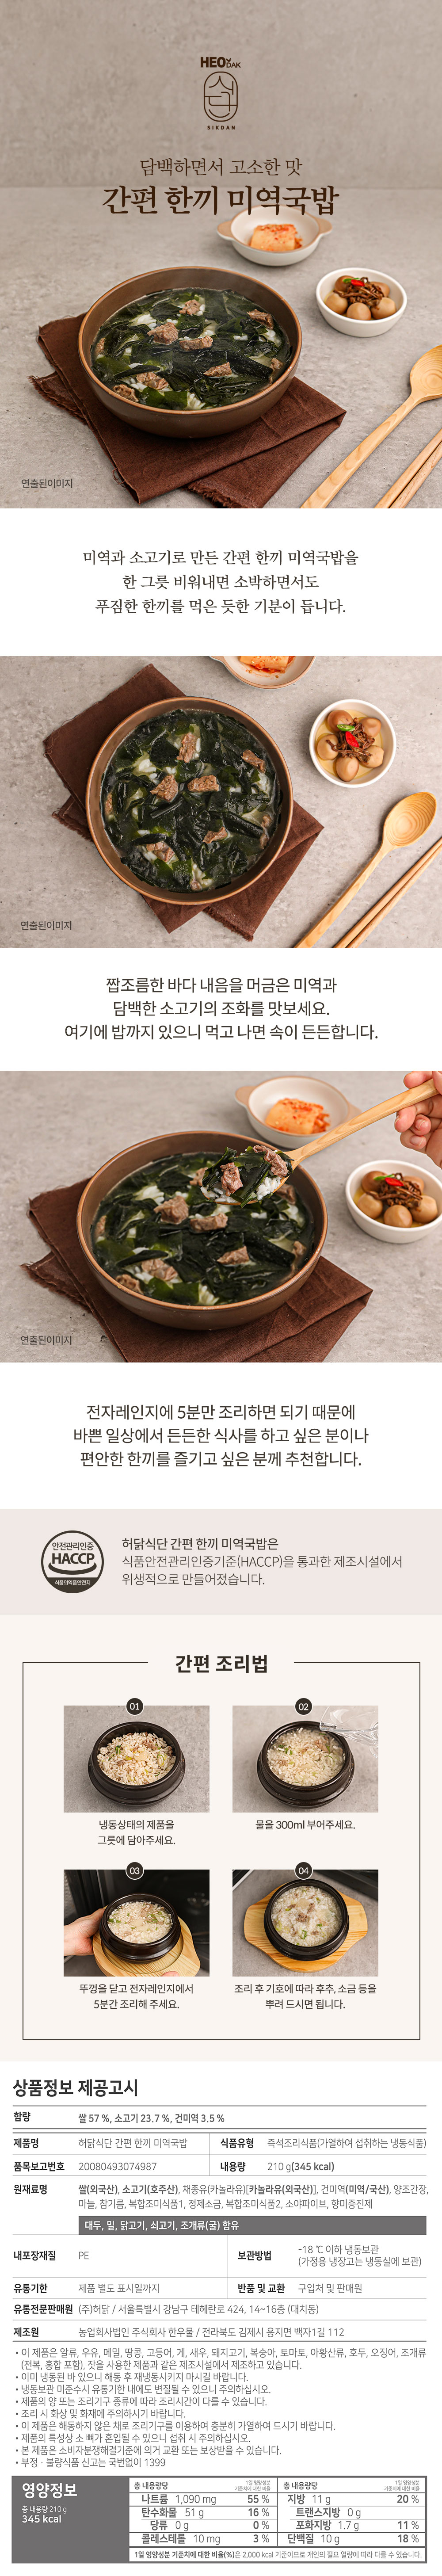 HEO DAK
식단
SIKDAN
담백하면서 고소한 맛
간편 한끼 미역국밥
연출된이미지
미역과 소고기로 만든 간편 한끼 미역국밥을
한 그릇 비워내면 소박하면서도
푸짐한 한끼를 먹은 듯한 기분이 듭니다.
연출된이미지
짭조름한 바다 내음을 머금은 미역과
담백한 소고기의 조화를 맛보세요.
여기에 밥까지 있으니 먹고 나면 속이 든든합니다.
연출된이미지
전자레인지에 5분만 조리하면 되기 때문에
바쁜 일상에서 든든한 식사를 하고 싶은 분이나
편안한 한끼를 즐기고 싶은 분께 추천합니다.
안전관리인증
HACCP
식품의약품안전처
허닭식단 간편 한끼 미역국밥은
식품안전관리인증기준(HACCP)을 통과한 제조시설에서
위생적으로 만들어졌습니다.
간편 조리법
01
냉동상태의 제품을
그릇에 담아주세요.
02
물을 300ml 부어주세요.
03
뚜껑을 닫고 전자레인지에서
5분간 조리해 주세요.
04
조리 후 기호에 따라 후추, 소금 등을
뿌려 드시면 됩니다.
상품정보 제공고시
함량 쌀 57 %, 소고기 23.7 %, 건미역 3.5 %
제품명 허닭식단 간편 한끼 미역국밥 식품유형 즉석조리식품(가열하여 섭취하는 냉동식품)
품목보고번호 20080493074987 내용량 210 g(345 kcal)
원재료명 쌀(외국산), 소고기(호주산), 채종유(카놀라유)[카놀라유(외국산)], 건미역(미역/국산), 양조간장,
마늘, 참기름, 복합조미식품1, 정제소금, 복합조미식품2, 소야파이브, 향미증진제
대두, 밀, 닭고기, 쇠고기, 조개류(굴) 함유
내포장재질 PE 보관방법 -18 ℃ 이하 냉동보관
(가정용 냉장고는 냉동실에 보관)
유통기한 제품 별도 표시일까지 반품 및 교환 구입처 및 판매원
유통전문판매원 (주)허닭 / 서울특별시 강남구 테헤란로 424, 14~16층 (대치동)
제조원 농업회사법인 주식회사 한우물 / 전라북도 김제시 용지면 백자1길 112
• 이 제품은 알류, 우유, 메밀, 땅콩, 고등어, 게, 새우, 돼지고기, 복숭아, 토마토, 아황산류, 호두, 오징어, 조개류
(전복, 홍합 포함), 잣을 사용한 제품과 같은 제조시설에서 제조하고 있습니다.
• 이미 냉동된 바 있으니 해동 후 재냉동시키지 마시길 바랍니다.
• 냉동보관 미준수시 유통기한 내에도 변질될 수 있으니 주의하십시오.
• 제품의 양 또는 조리기구 종류에 따라 조리시간이 다를 수 있습니다.
• 조리 시 화상 및 화재에 주의하시기 바랍니다.
• 이 제품은 해동하지 않은 채로 조리기구를 이용하여 충분히 가열하여 드시기 바랍니다.
• 제품의 특성상 소 뼈가 혼입될 수 있으니 섭취 시 주의하십시오.
• 본 제품은 소비자분쟁해결기준에 의거 교환 또는 보상받을 수 있습니다.
• 부정 · 불량식품 신고는 국번없이 1399
영양정보
총 내용량 210 g
345 kcal
총 내용량당 1일 영양성분 기준치에 대한 비율 총 내용량당 1일 영양성분 기준치에 대한 비율
나트륨 1,090 mg 55 % 지방 11 g 20 %
탄수화물 51 g 16 % 트랜스지방 0 g
당류 0 g 0 % 포화지방 1.7 g 11 %
콜레스테롤 10 mg 3 % 단백질 10 g 18 %
1일 영양성분 기준치에 대한 비율(%)은 2,000 kcal 기준이므로 개인의 필요 열량에 따라 다를 수 있습니다.